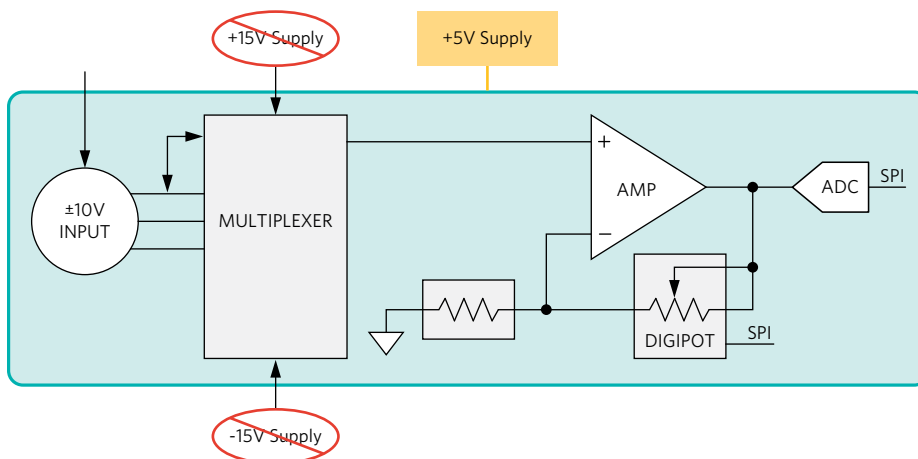 +15V Supply
+5V Supply
±10V
INPUT
MULTIPLEXER
+
AMP
−
ADC
SPI
DIGIPOT
SPI
-15V Supply